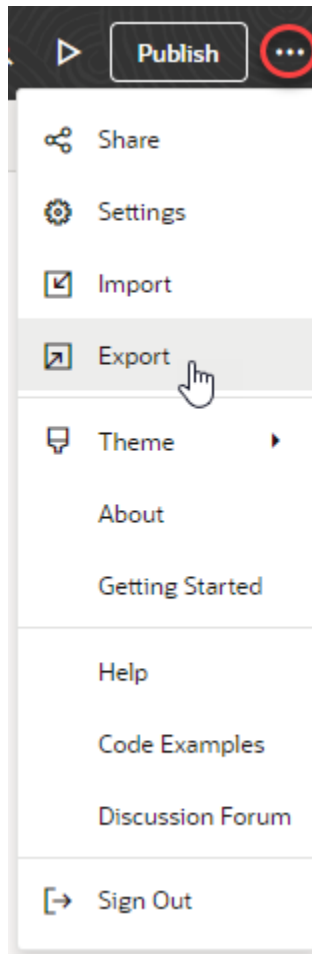 Publish
Share
Settings
Import
Export
Theme
About
Getting Started
Help
Code Examples
Discussion Forum
Sign Out